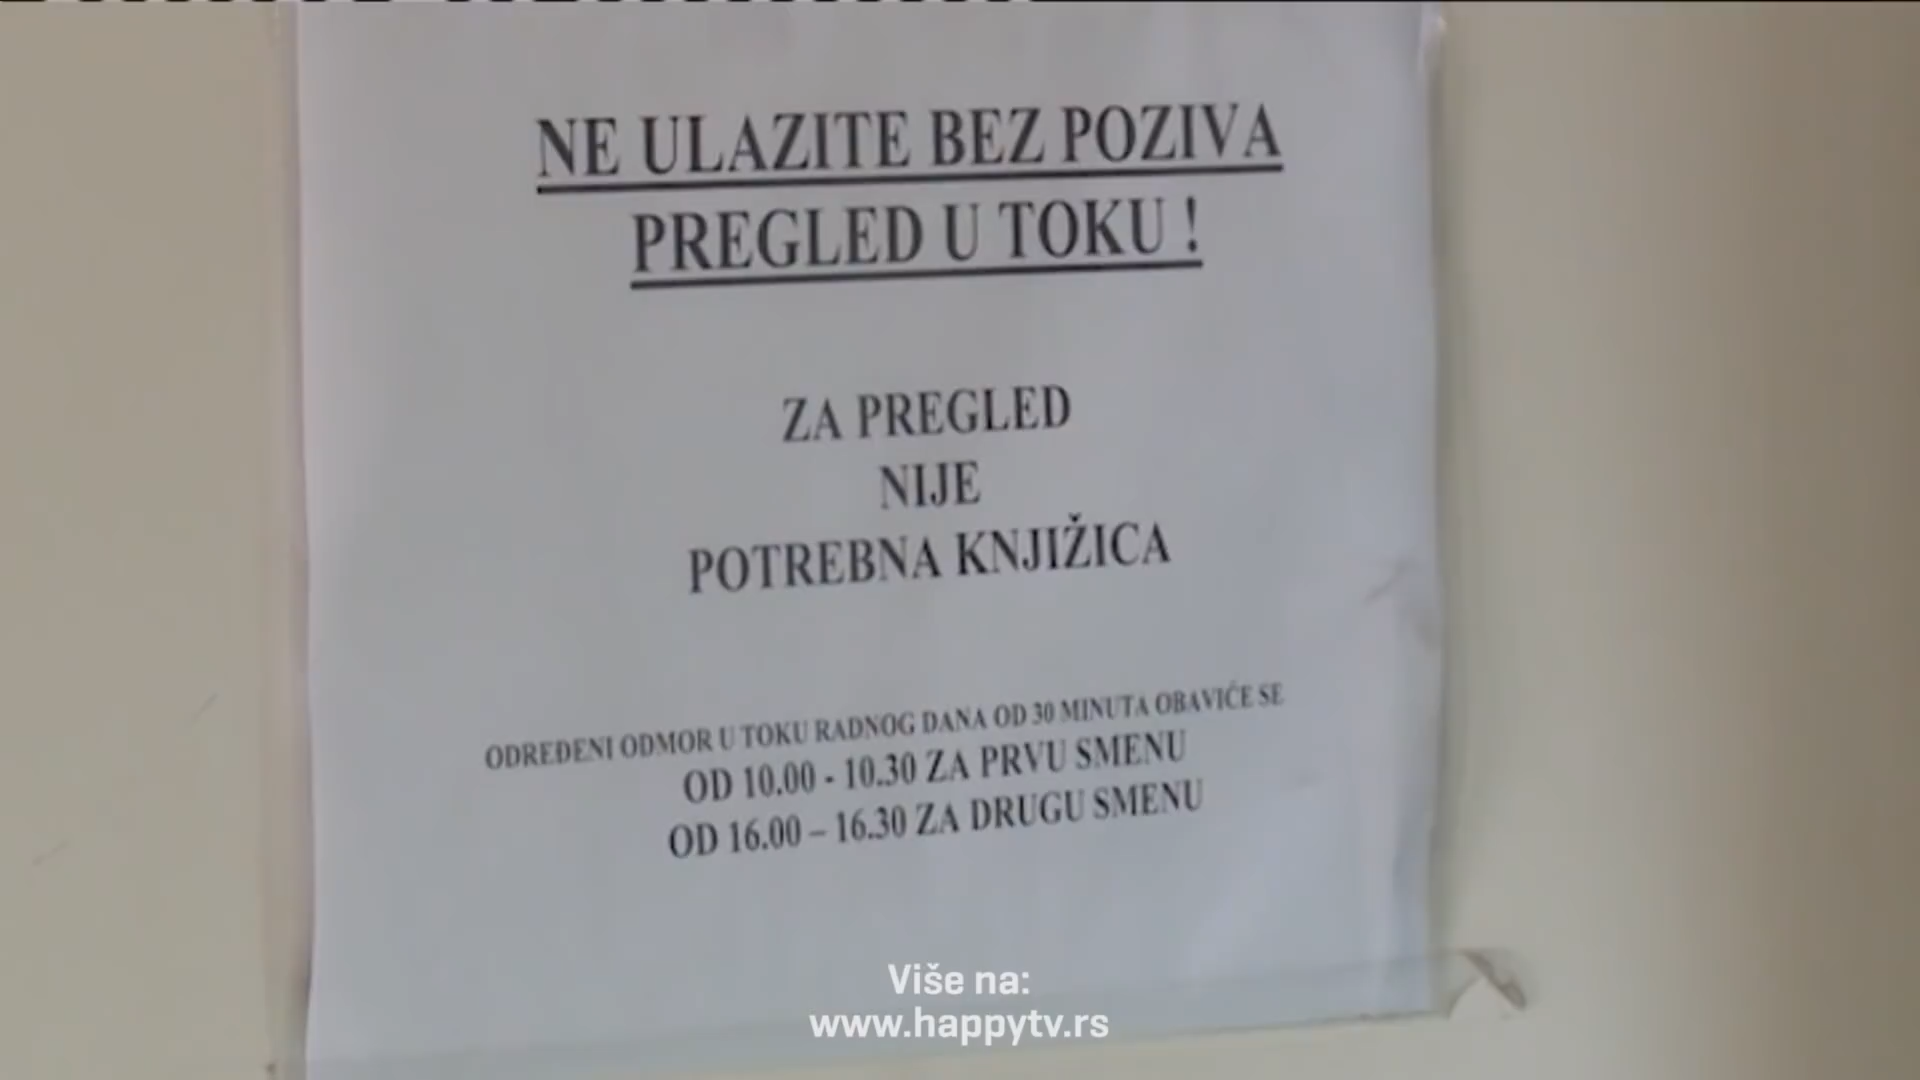 NE ULAZITE BEZ POZIVA
PREGLED U TOKU !
ZA PREGLED
NIJE
POTREBNA KNJIŽICA
ODREĐENI ODMOR U TOKU RADNOG DANA OD 30 MINUTA OBAVIĆE SE
OD 10.00 - 10.30 ZA PRVU SMENU
OD 16.00 – 16.30 ZA DRUGU SMENU
Više na:
www.happytv.rs